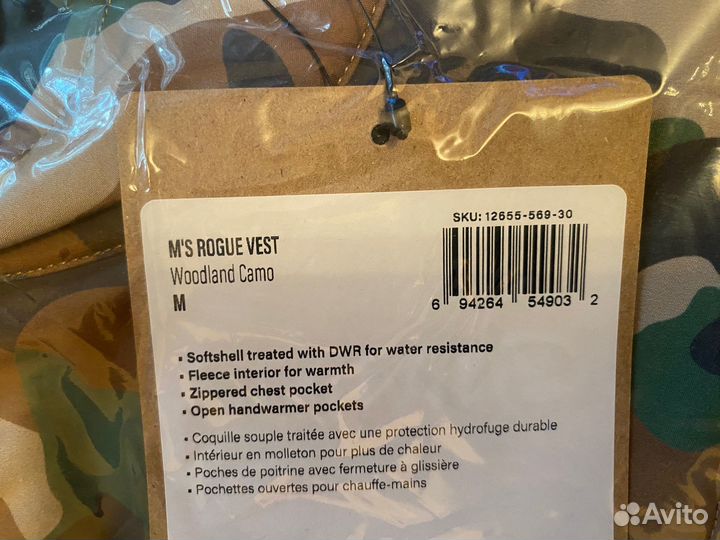 SKU: 12655-569-30
M'S ROGUE VEST
Woodland Camo
M
6 94264 54903 2
• Softshell treated with DWR for water resistance
• Fleece interior for warmth
• Zippered chest pocket
• Open handwarmer pockets
• Coquille souple traitée avec une protection hydrofuge durable
• Intérieur en molleton pour plus de chaleur
• Poches de poitrine avec fermeture à glissière
• Pochettes ouvertes pour chauffe-mains
Avito